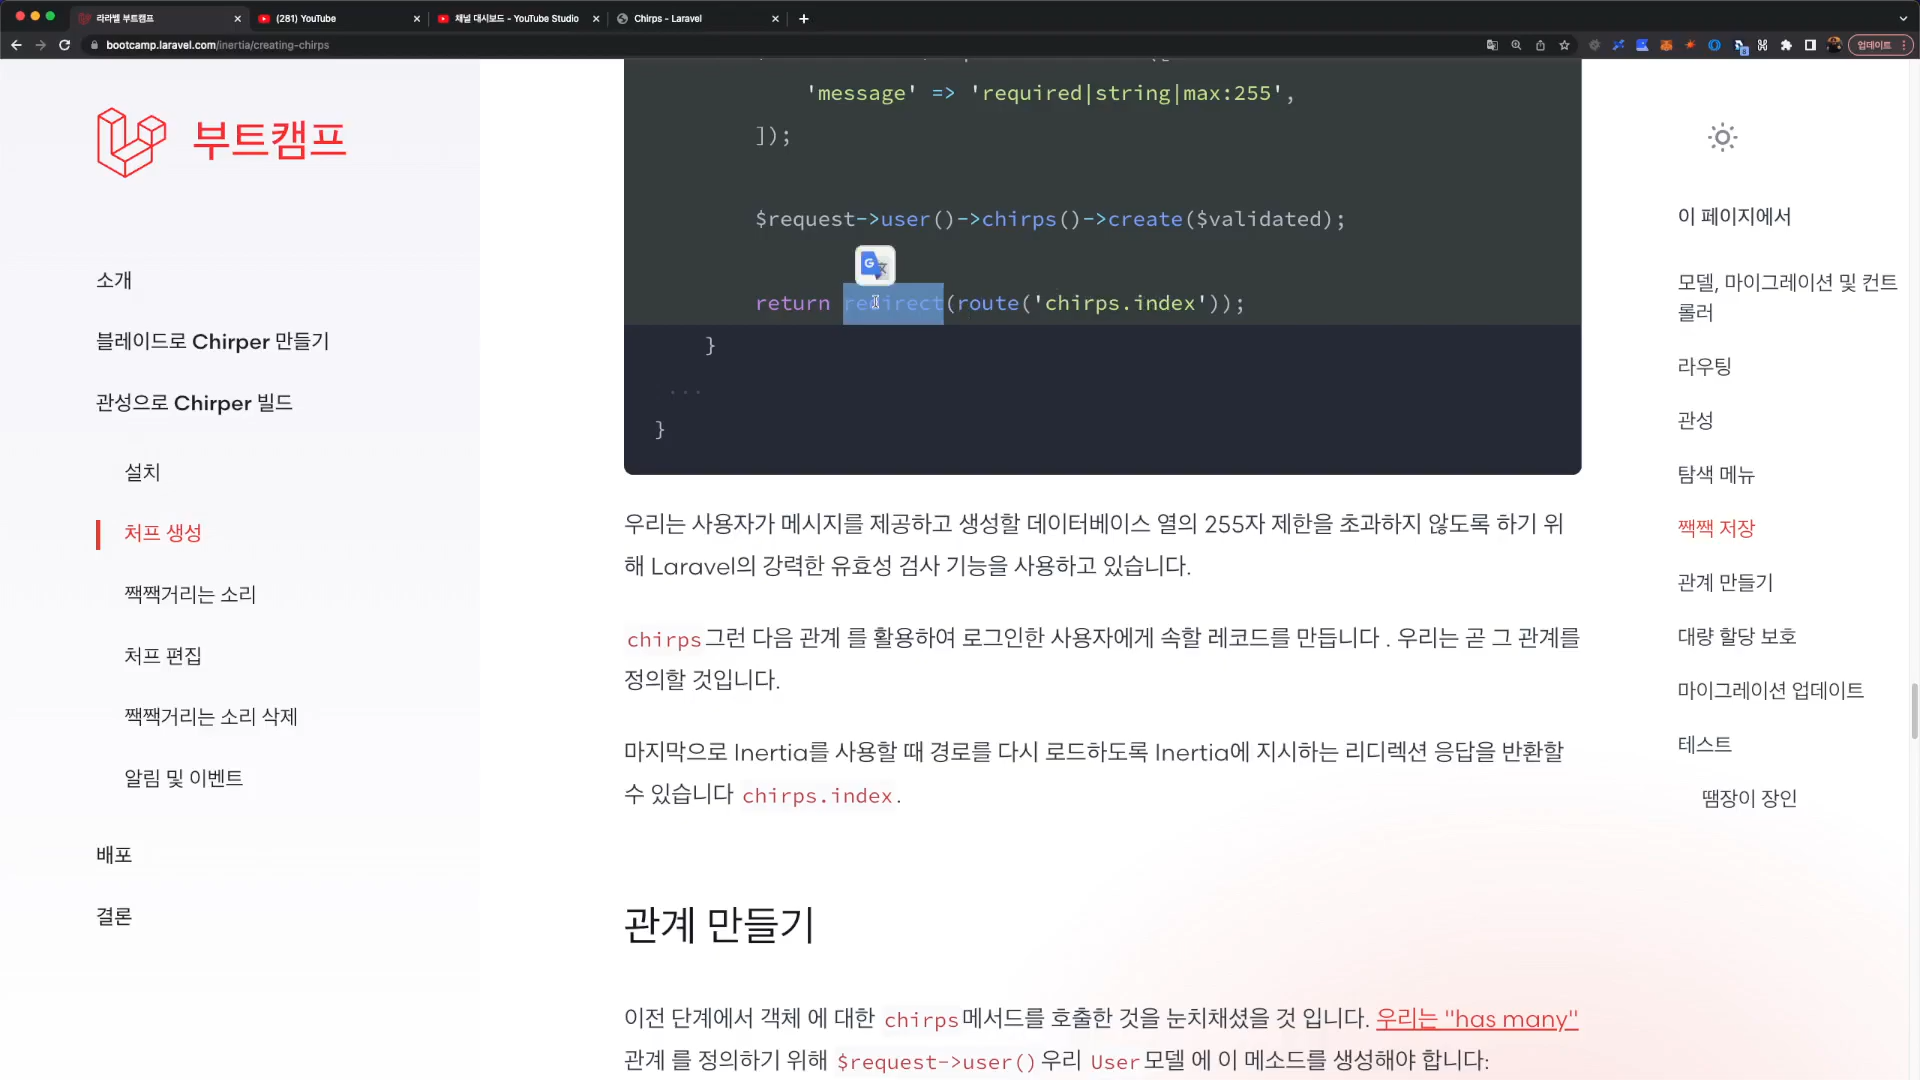 라라벨 부트캠프
(281) YouTube
채널 대시보드 - YouTube Studio
Chirps - Laravel
bootcamp.laravel.com/inertia/creating-chirps
업데이트
부트캠프
소개
블레이드로 Chirper 만들기
관성으로 Chirper 빌드
설치
처프 생성
짹짹거리는 소리
처프 편집
짹짹거리는 소리 삭제
알림 및 이벤트
배포
결론
'message' => 'required|string|max:255',
]);
$request->user()->chirps()->create($validated);
return redirect(route('chirps.index'));
}
...
}
우리는 사용자가 메시지를 제공하고 생성할 데이터베이스 열의 255자 제한을 초과하지 않도록 하기 위
해 Laravel의 강력한 유효성 검사 기능을 사용하고 있습니다.
chirps그런 다음 관계 를 활용하여 로그인한 사용자에게 속할 레코드를 만듭니다 . 우리는 곧 그 관계를
정의할 것입니다.
마지막으로 Inertia를 사용할 때 경로를 다시 로드하도록 Inertia에 지시하는 리디렉션 응답을 반환할
수 있습니다 chirps.index.
관계 만들기
이전 단계에서 객체 에 대한 chirps메서드를 호출한 것을 눈치채셨을 것 입니다. 우리는 "has many"
관계 를 정의하기 위해 $request->user()우리 User모델 에 이 메소드를 생성해야 합니다:
이 페이지에서
모델, 마이그레이션 및 컨트
롤러
라우팅
관성
탐색 메뉴
짹짹 저장
관계 만들기
대량 할당 보호
마이그레이션 업데이트
테스트
땜장이 장인